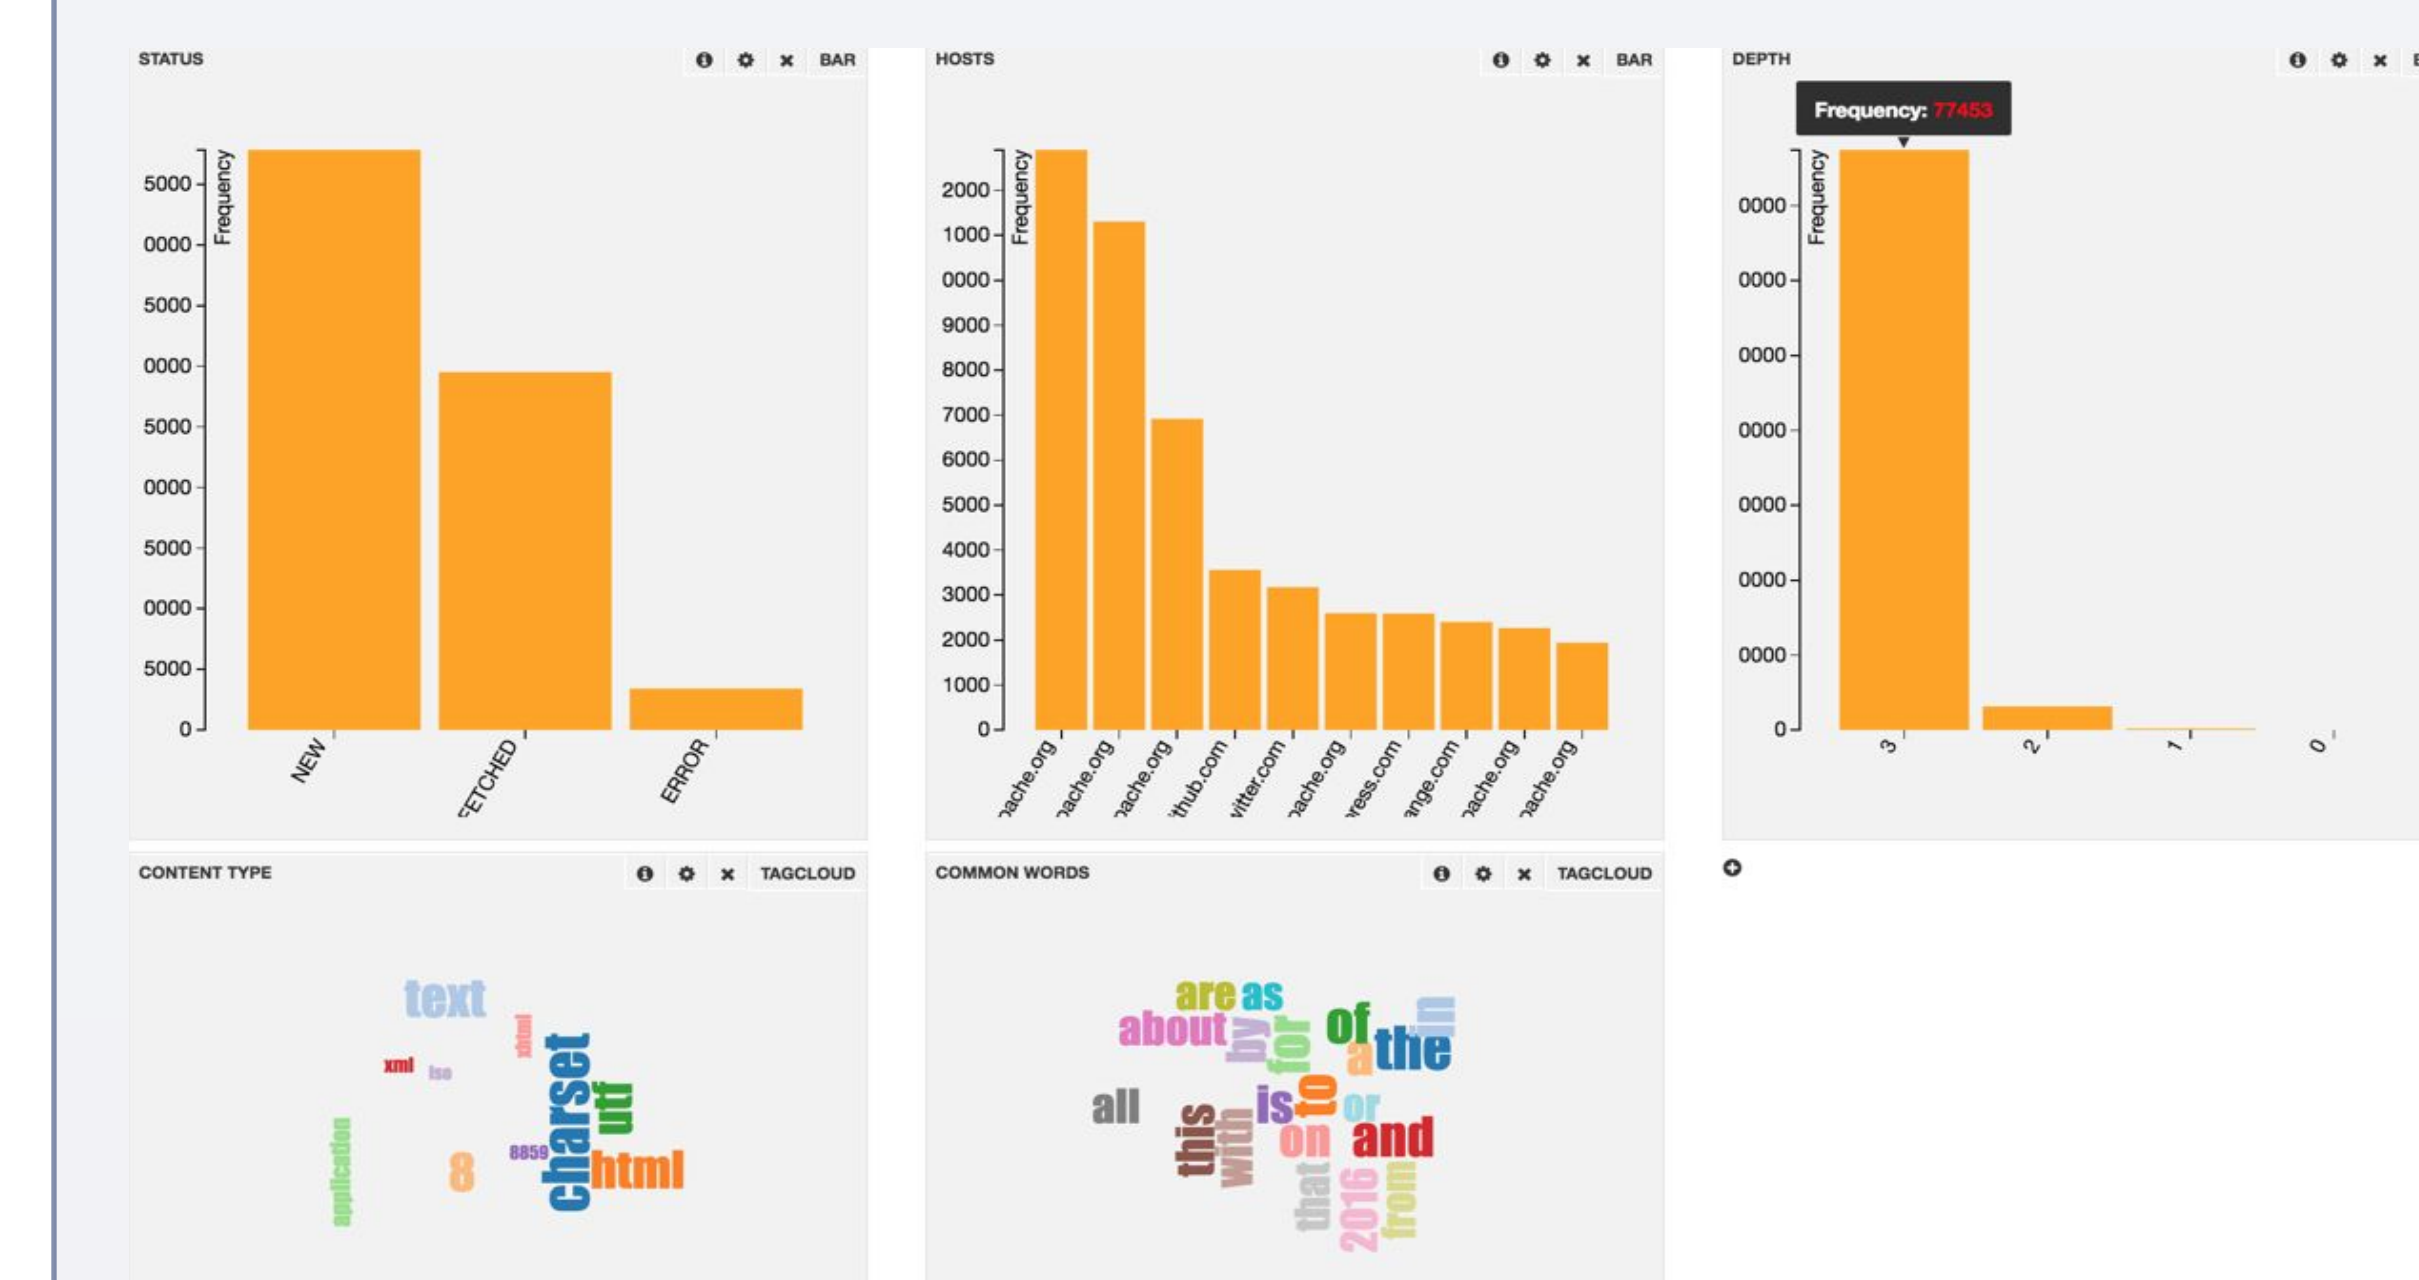 STATUS
BAR
Frequency
5000
0000
5000
0000
5000
0000
5000
0000
5000
0
NEW
FETCHED
ERROR
HOSTS
BAR
Frequency
2000
1000
0000
9000
8000
7000
6000
5000
4000
3000
2000
1000
0
pache.org
pache.org
pache.org
thub.com
witter.com
pache.org
ress.com
ange.com
pache.org
pache.org
DEPTH
Frequency: 77453
Frequency
0000
0000
0000
0000
0000
0000
0000
0
3
2
1
0
CONTENT TYPE
TAGCLOUD
text
xhtml
xml
iso
charset
utf
application
8
8859
html
COMMON WORDS
TAGCLOUD
are as
about
by
for
of
in
a
the
all
this
with
is
to
or
on
and
that
2016
from